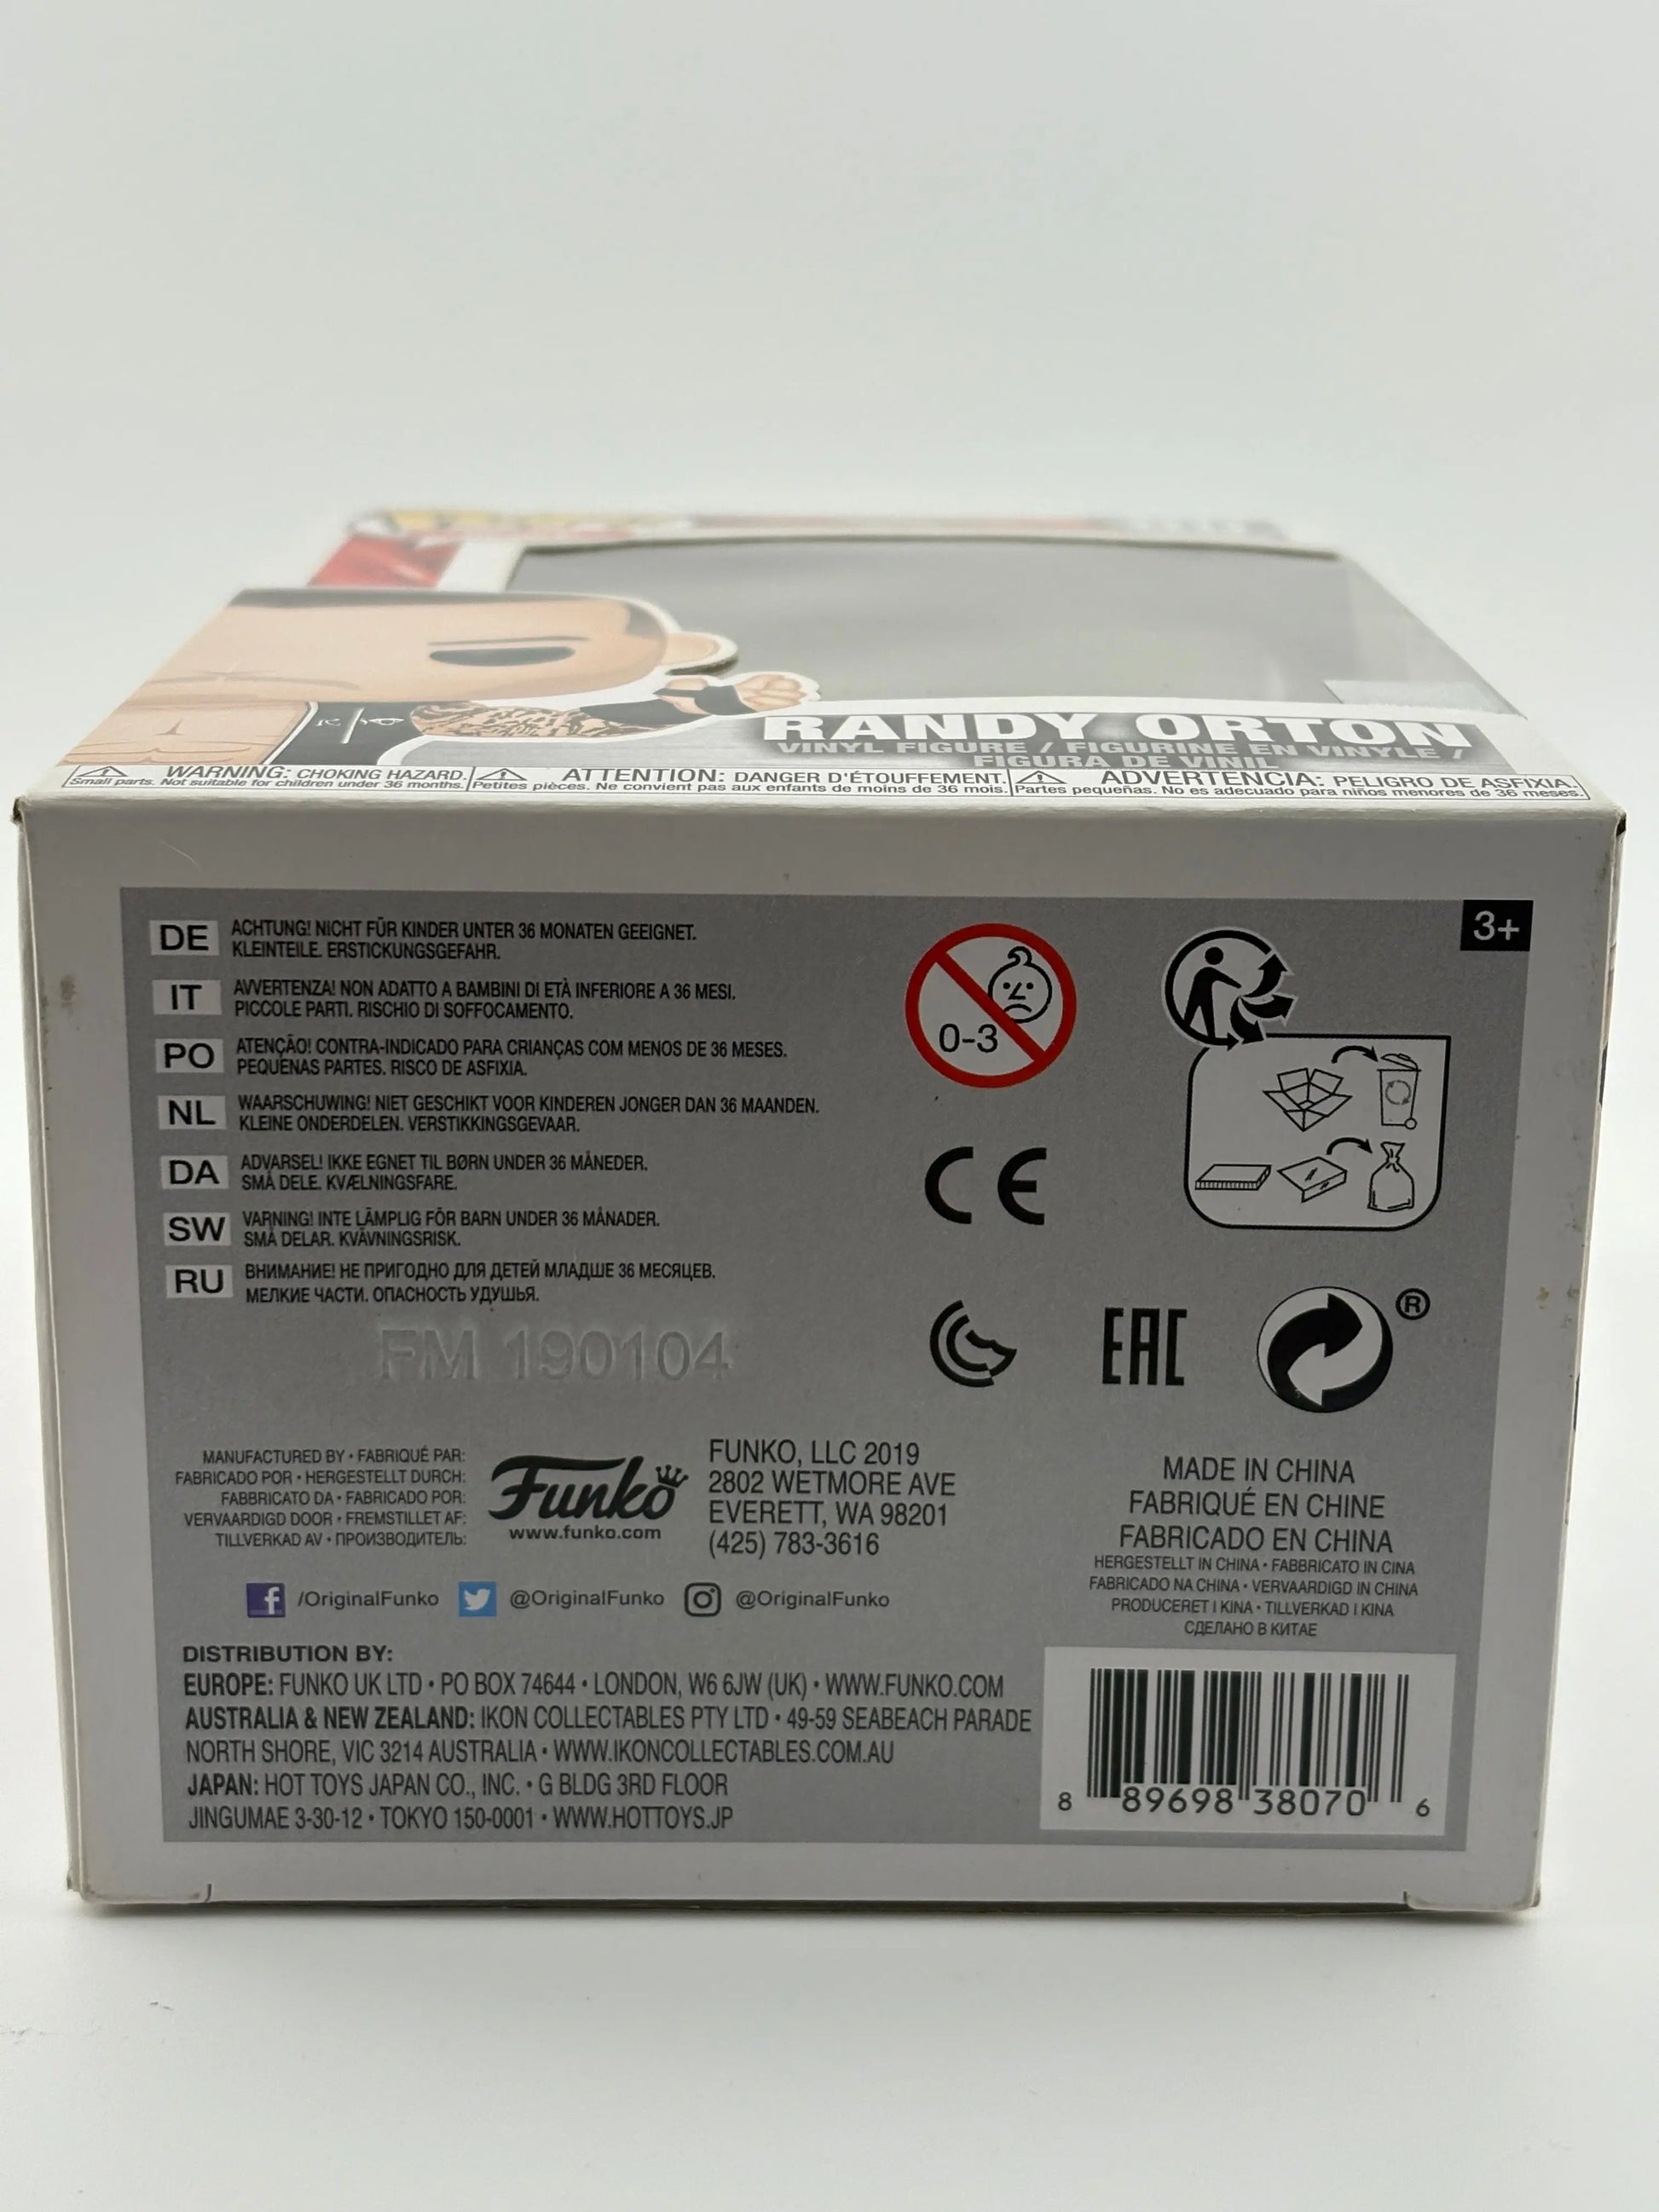 RANDY ORTON
VINYL FIGURE / FIGURINE EN VINYLE /
FIGURA DE VINIL
WARNING: CHOKING HAZARD.
Small parts. Not suitable for children under 36 months.
ATTENTION: DANGER D'ÉTOUFFEMENT.
Petites pièces. Ne convient pas aux enfants de moins de 36 mois.
ADVERTENCIA: PELIGRO DE ASFIXIA.
Partes pequeñas. No es adecuado para niños menores de 36 meses.
3+
DE ACHTUNG! NICHT FÜR KINDER UNTER 36 MONATEN GEEIGNET.
KLEINTEILE. ERSTICKUNGSGEFAHR.
IT AVVERTENZA! NON ADATTO A BAMBINI DI ETÀ INFERIORE A 36 MESI.
PICCOLE PARTI. RISCHIO DI SOFFOCAMENTO.
PO ATENÇÃO! CONTRA-INDICADO PARA CRIANÇAS COM MENOS DE 36 MESES.
PEQUENAS PARTES. RISCO DE ASFIXIA.
NL WAARSCHUWING! NIET GESCHIKT VOOR KINDEREN JONGER DAN 36 MAANDEN.
KLEINE ONDERDELEN. VERSTIKKINGSGEVAAR.
DA ADVARSEL! IKKE EGNET TIL BØRN UNDER 36 MÅNEDER.
SMÅ DELE. KVÆLNINGSFARE.
SW VARNING! INTE LÄMPLIG FÖR BARN UNDER 36 MÅNADER.
SMÅ DELAR. KVÄVNINGSRISK.
RU ВНИМАНИЕ! НЕ ПРИГОДНО ДЛЯ ДЕТЕЙ МЛАДШЕ 36 МЕСЯЦЕВ.
МЕЛКИЕ ЧАСТИ. ОПАСНОСТЬ УДУШЬЯ.
0-3
CE
EAC
®
FM 190104
MANUFACTURED BY • FABRIQUÉ PAR:
FABRICADO POR • HERGESTELLT DURCH:
FABBRICATO DA • FABRICADO POR:
VERVAARDIGD DOOR • FREMSTILLET AF:
TILLVERKAD AV • ПРОИЗВОДИТЕЛЬ:
Funko
www.funko.com
FUNKO, LLC 2019
2802 WETMORE AVE
EVERETT, WA 98201
(425) 783-3616
MADE IN CHINA
FABRIQUÉ EN CHINE
FABRICADO EN CHINA
HERGESTELLT IN CHINA • FABBRICATO IN CINA
FABRICADO NA CHINA • VERVAARDIGD IN CHINA
PRODUCERET I KINA • TILLVERKAD I KINA
СДЕЛАНО В КИТАЕ
f /OriginalFunko @OriginalFunko @OriginalFunko
DISTRIBUTION BY:
EUROPE: FUNKO UK LTD • PO BOX 74644 • LONDON, W6 6JW (UK) • WWW.FUNKO.COM
AUSTRALIA & NEW ZEALAND: IKON COLLECTABLES PTY LTD • 49-59 SEABEACH PARADE
NORTH SHORE, VIC 3214 AUSTRALIA • WWW.IKONCOLLECTABLES.COM.AU
JAPAN: HOT TOYS JAPAN CO., INC. • G BLDG 3RD FLOOR
JINGUMAE 3-30-12 • TOKYO 150-0001 • WWW.HOTTOYS.JP
8 89698 38070 6